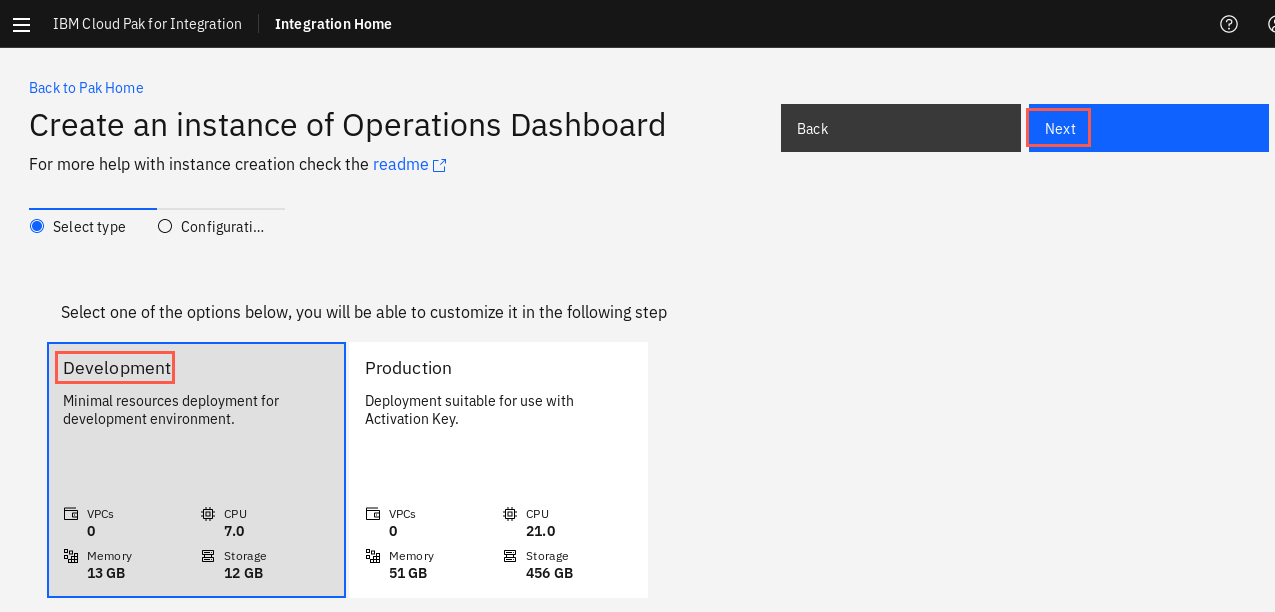 IBM Cloud Pak for Integration
Integration Home
Back to Pak Home
Create an instance of Operations Dashboard
Back
Next
For more help with instance creation check the readme
Select type
Configurati...
Select one of the options below, you will be able to customize it in the following step
Development
Minimal resources deployment for
development environment.
VPCs
0
CPU
7.0
Memory
13 GB
Storage
12 GB
Production
Deployment suitable for use with
Activation Key.
VPCs
0
CPU
21.0
Memory
51 GB
Storage
456 GB